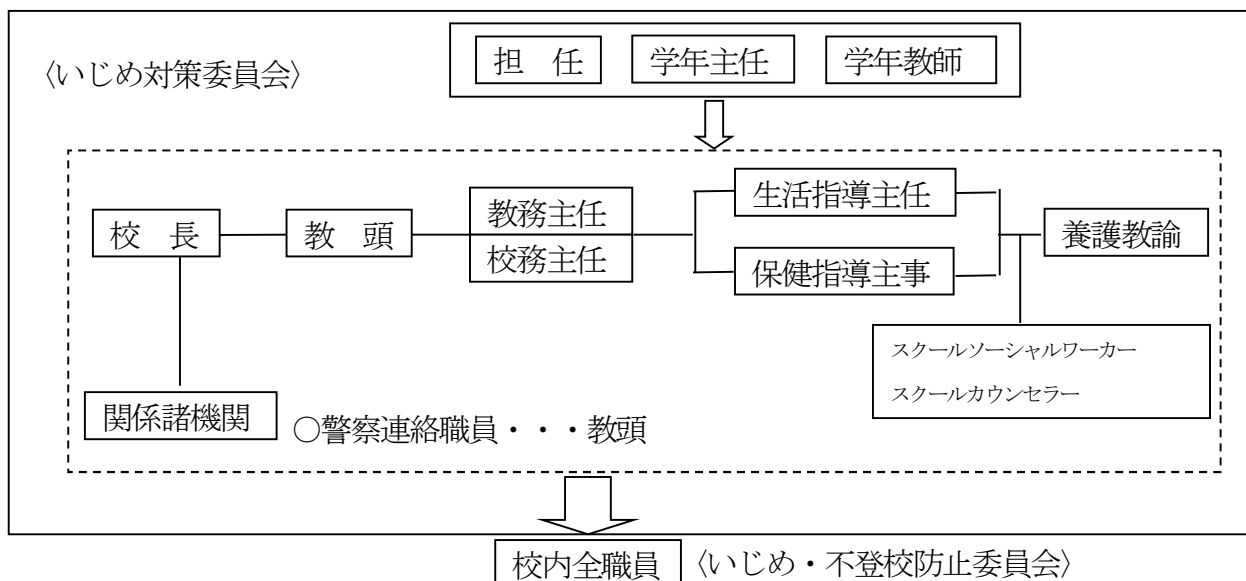 〈いじめ対策委員会〉
担　任
学年主任
学年教師
校　長
教　頭
教務主任
校務主任
生活指導主任
保健指導主事
養護教諭
スクールソーシャルワーカー
スクールカウンセラー
関係諸機関
○警察連絡職員・・・教頭
校内全職員
〈いじめ・不登校防止委員会〉